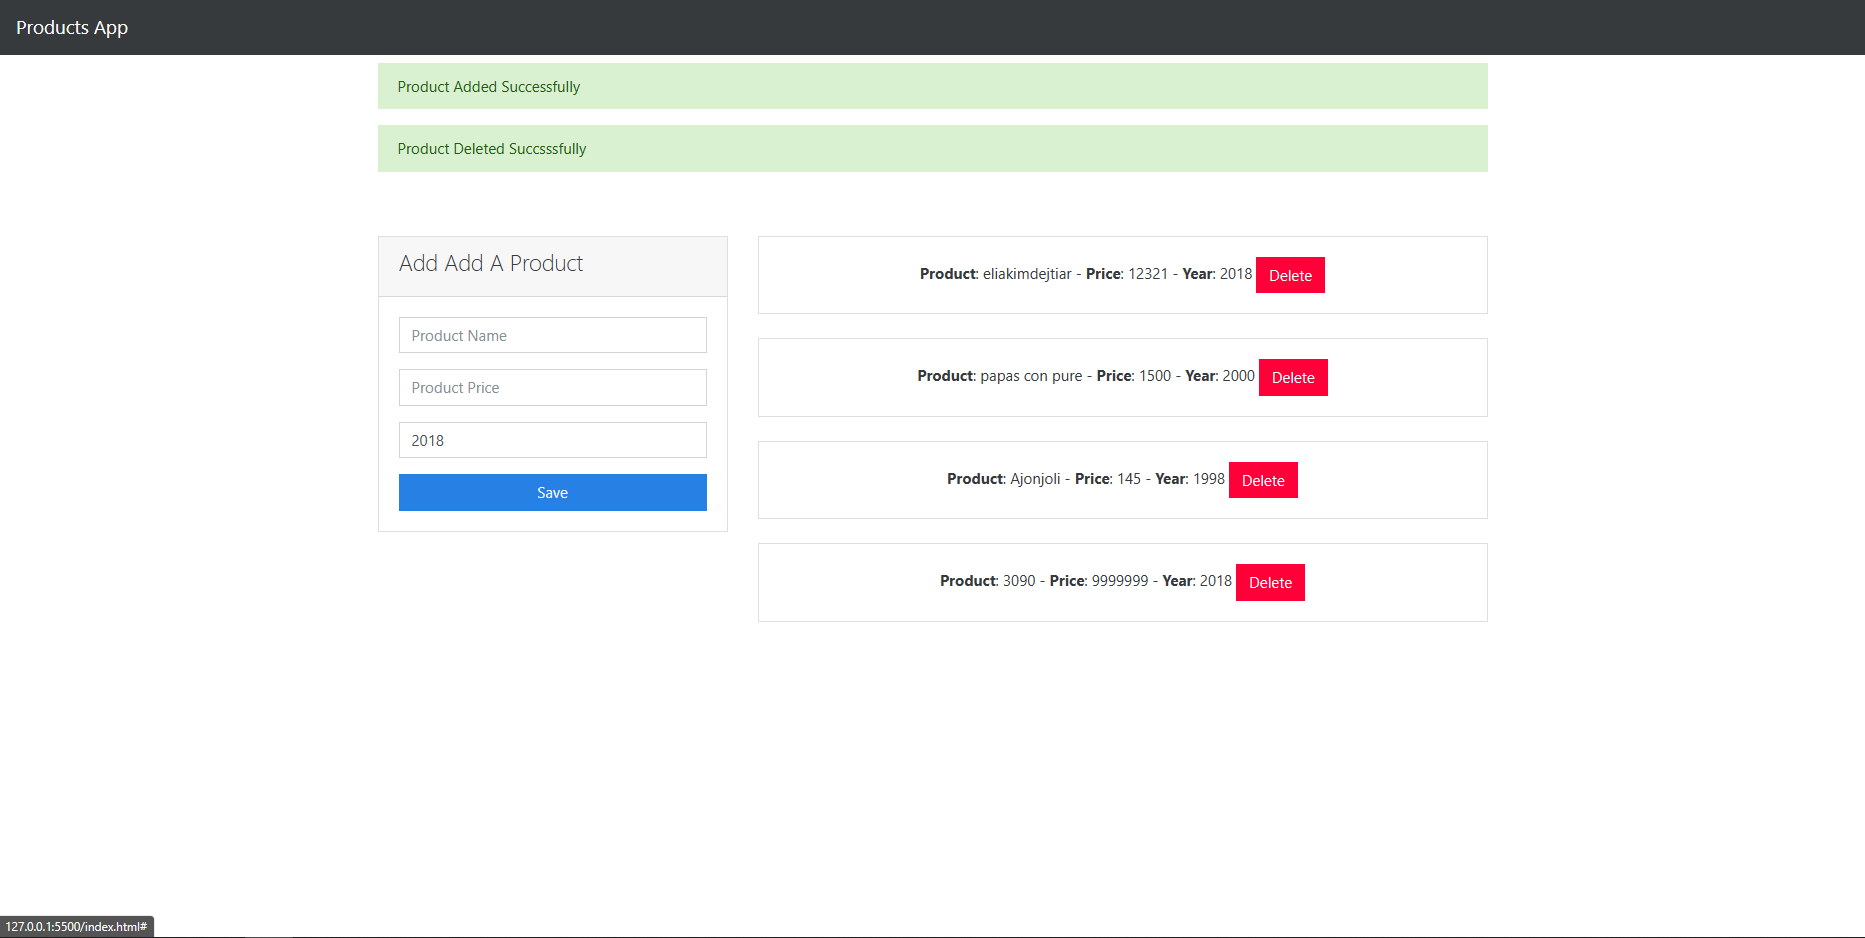 Products App
Product Added Successfully
Product Deleted Succsssfully
Add Add A Product
Product Name
Product Price
2018
Save
Product: eliakimdejtiar - Price: 12321 - Year: 2018 Delete
Product: papas con pure - Price: 1500 - Year: 2000 Delete
Product: Ajonjoli - Price: 145 - Year: 1998 Delete
Product: 3090 - Price: 9999999 - Year: 2018 Delete
127.0.0.1:5500/index.html#